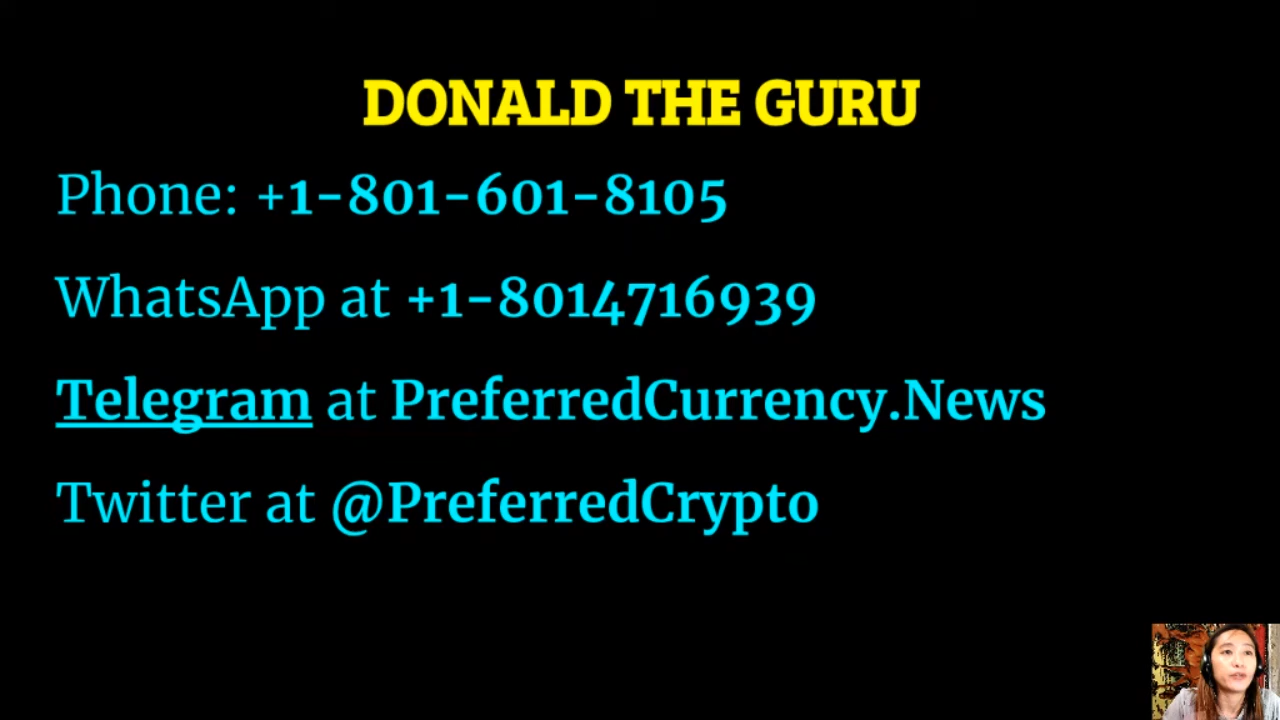 DONALD THE GURU
Phone: +1-801-601-8105
WhatsApp at +1-8014716939
Telegram at PreferredCurrency.News
Twitter at @PreferredCrypto